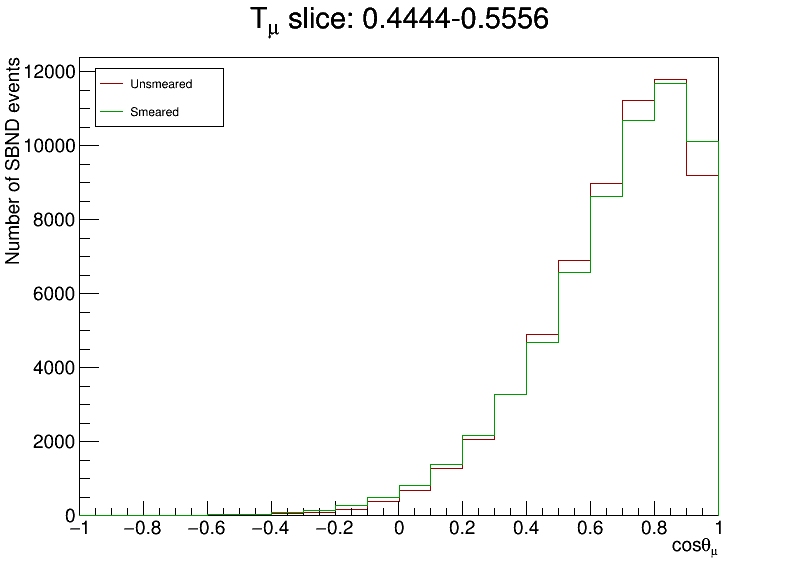 Tμ slice: 0.4444-0.5556
Number of SBND events
Unsmeared
Smeared
12000
10000
8000
6000
4000
2000
0
−1 −0.8 −0.6 −0.4 −0.2 0 0.2 0.4 0.6 0.8 1
cosθμ